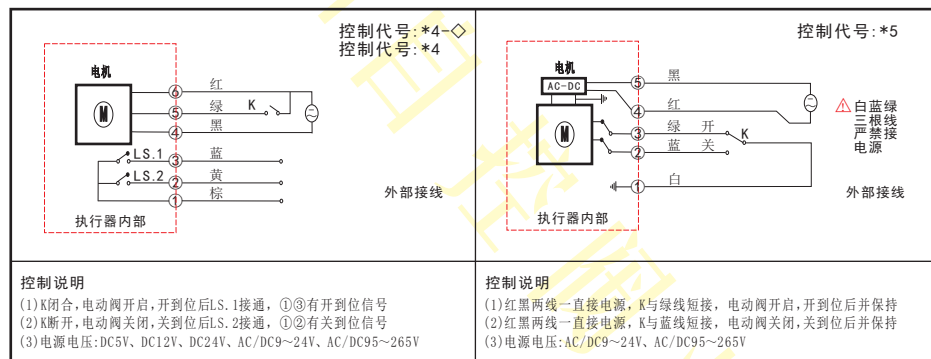 控制代号:*4-◇
控制代号:*4
电机
M
⑥ 红
⑤ 绿 K
④ 黑
LS.1 ③ 蓝
LS.2 ② 黄
① 棕
执行器内部
外部接线
控制说明
(1)K闭合,电动阀开启,开到位后LS.1接通, ①③有开到位信号
(2)K断开,电动阀关闭,关到位后LS.2接通, ①②有关到位信号
(3)电源电压:DC5V、DC12V、DC24V、AC/DC9~24V、AC/DC95~265V
控制代号:*5
电机
AC-DC
M
⑤ 黑
④ 红
③ 绿 开 K
② 蓝 关
① 白
白蓝绿
三根线
严禁接
电源
执行器内部
外部接线
控制说明
(1)红黑两线一直接电源, K与绿线短接, 电动阀开启,开到位后并保持
(2)红黑两线一直接电源, K与蓝线短接, 电动阀关闭,关到位后并保持
(3)电源电压:AC/DC9~24V、AC/DC95~265V